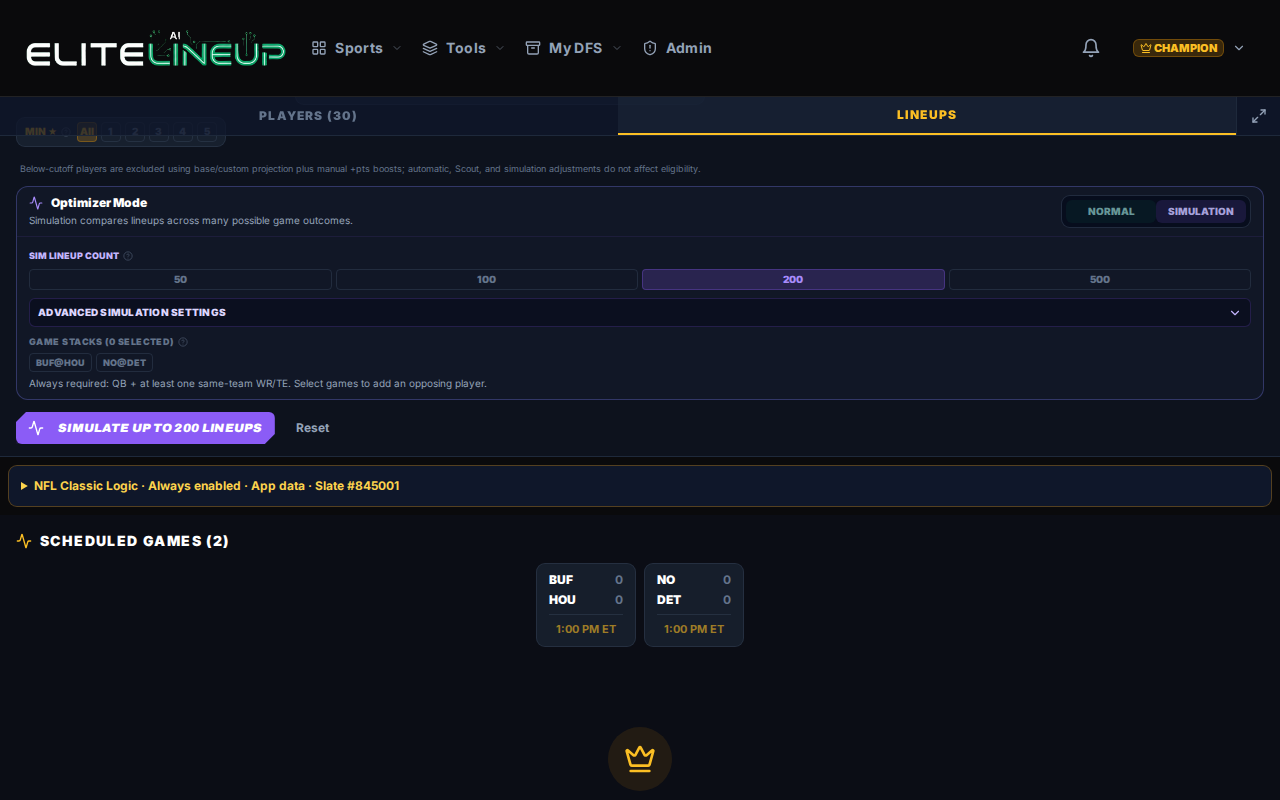 AI
ELITELINEUP
Sports
Tools
My DFS
Admin
CHAMPION
PLAYERS (30)
LINEUPS
MIN ★ All 1 2 3 4 5
Below-cutoff players are excluded using base/custom projection plus manual +pts boosts; automatic, Scout, and simulation adjustments do not affect eligibility.
Optimizer Mode
Simulation compares lineups across many possible game outcomes.
NORMAL
SIMULATION
SIM LINEUP COUNT
50
100
200
500
ADVANCED SIMULATION SETTINGS
GAME STACKS (0 SELECTED)
BUF@HOU
NO@DET
Always required: QB + at least one same-team WR/TE. Select games to add an opposing player.
SIMULATE UP TO 200 LINEUPS
Reset
NFL Classic Logic · Always enabled · App data · Slate #845001
SCHEDULED GAMES (2)
BUF 0
HOU 0
1:00 PM ET
NO 0
DET 0
1:00 PM ET